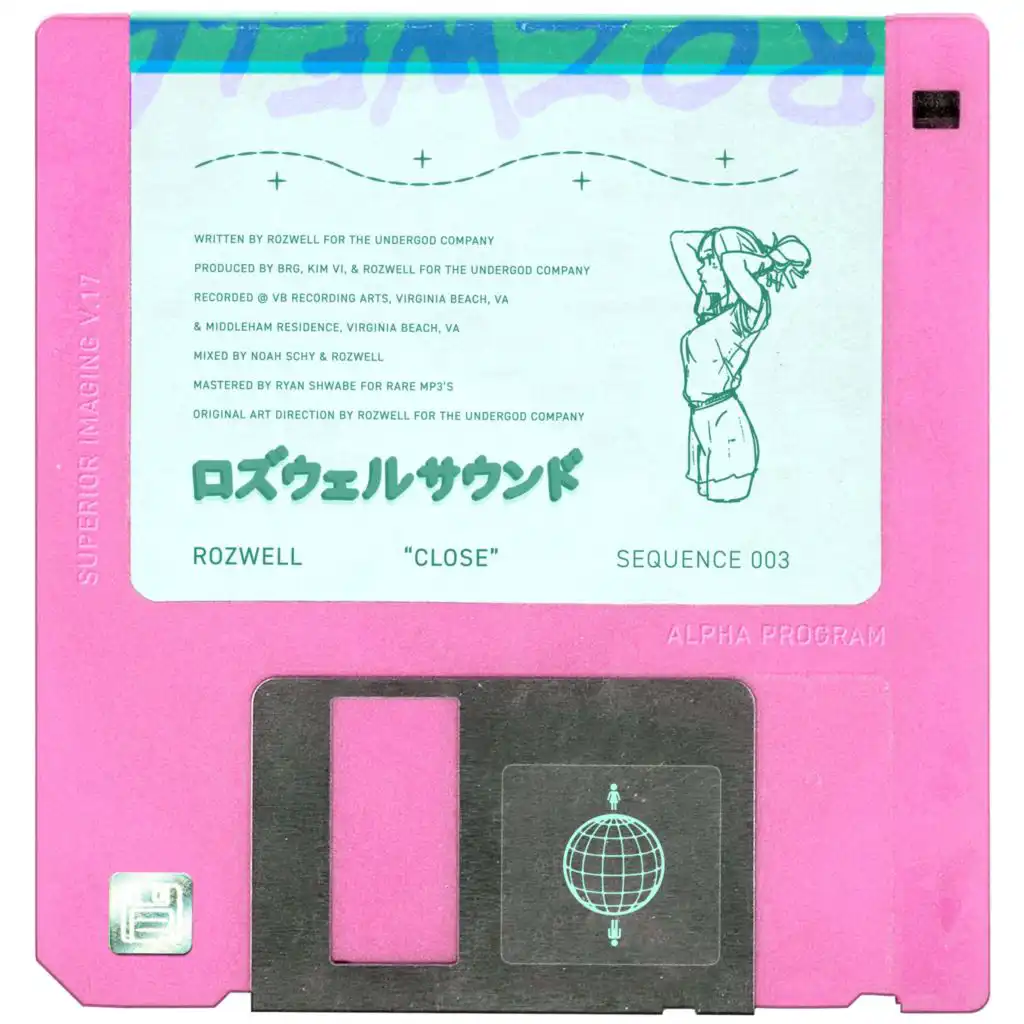 ROZWELL
WRITTEN BY ROZWELL FOR THE UNDERGOD COMPANY
PRODUCED BY BRG, KIM VI, & ROZWELL FOR THE UNDERGOD COMPANY
RECORDED @ VB RECORDING ARTS, VIRGINIA BEACH, VA
& MIDDLEHAM RESIDENCE, VIRGINIA BEACH, VA
MIXED BY NOAH SCHY & ROZWELL
MASTERED BY RYAN SHWABE FOR RARE MP3'S
ORIGINAL ART DIRECTION BY ROZWELL FOR THE UNDERGOD COMPANY
ロズウェルサウンド
ROZWELL “CLOSE” SEQUENCE 003
SUPERIOR IMAGING V.17
ALPHA PROGRAM